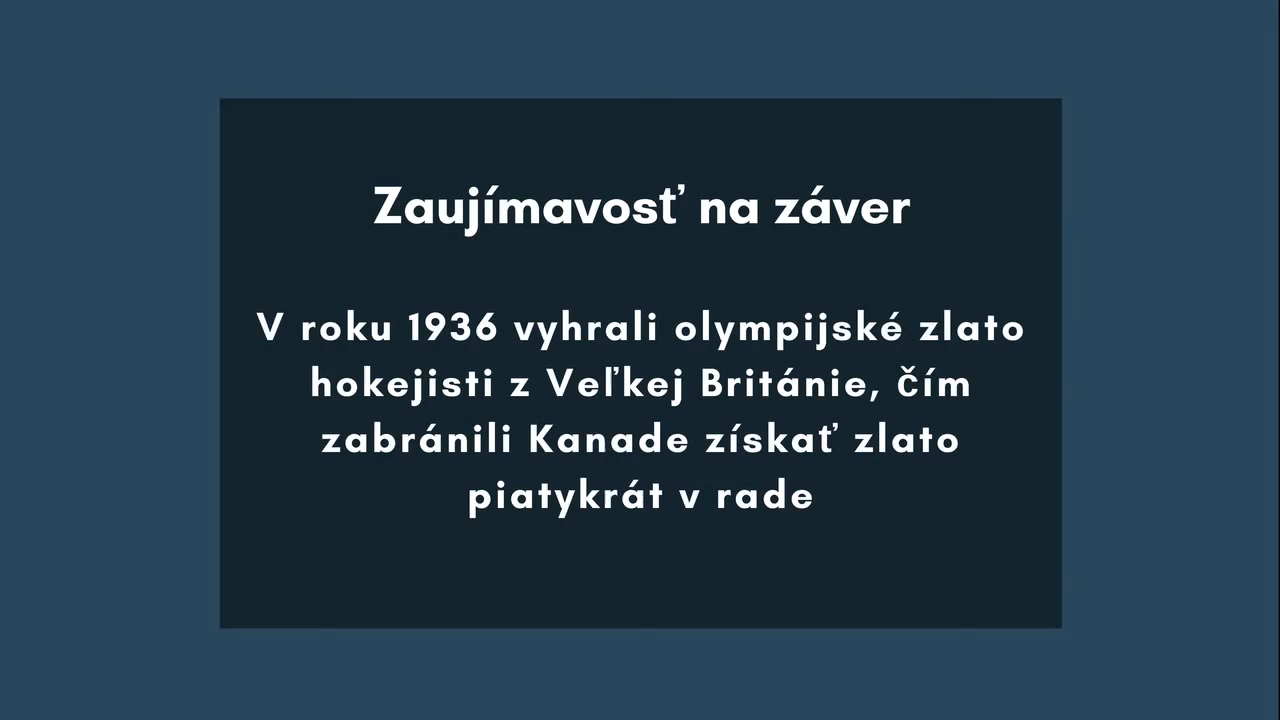 Zaujímavosť na záver
V roku 1936 vyhrali olympijské zlato
hokejisti z Veľkej Británie, čím
zabránili Kanade získať zlato
piatykrát v rade